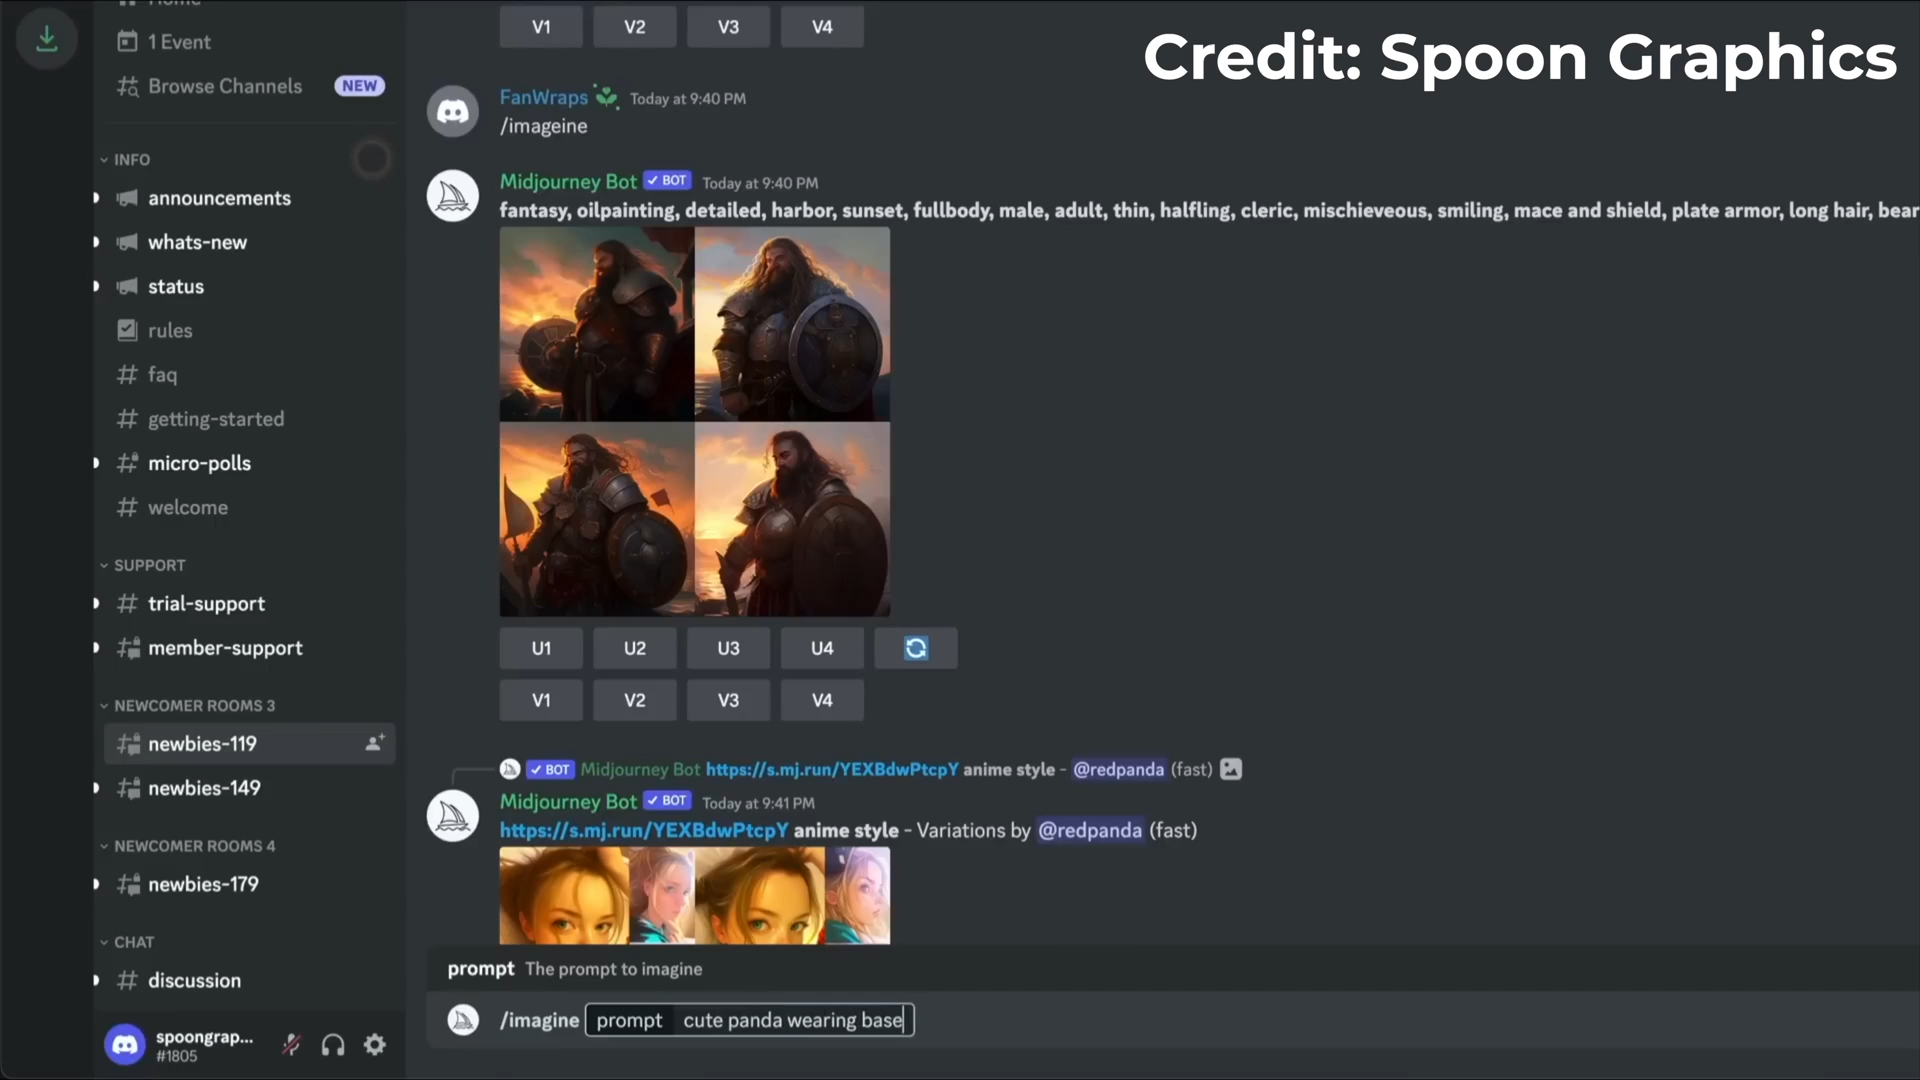 Home
1 Event
Browse Channels NEW
INFO
announcements
whats-new
status
rules
faq
getting-started
micro-polls
welcome
SUPPORT
trial-support
member-support
NEWCOMER ROOMS 3
newbies-119
newbies-149
NEWCOMER ROOMS 4
newbies-179
CHAT
discussion
spoongrap...
#1805
V1 V2 V3 V4
Credit: Spoon Graphics
FanWraps Today at 9:40 PM
/imageine
Midjourney Bot BOT Today at 9:40 PM
fantasy, oilpainting, detailed, harbor, sunset, fullbody, male, adult, thin, halfling, cleric, mischieveous, smiling, mace and shield, plate armor, long hair, bear
U1 U2 U3 U4
V1 V2 V3 V4
BOT Midjourney Bot https://s.mj.run/YEXBdwPtcpY anime style - @redpanda (fast)
Midjourney Bot BOT Today at 9:41 PM
https://s.mj.run/YEXBdwPtcpY anime style - Variations by @redpanda (fast)
prompt The prompt to imagine
/imagine prompt cute panda wearing base